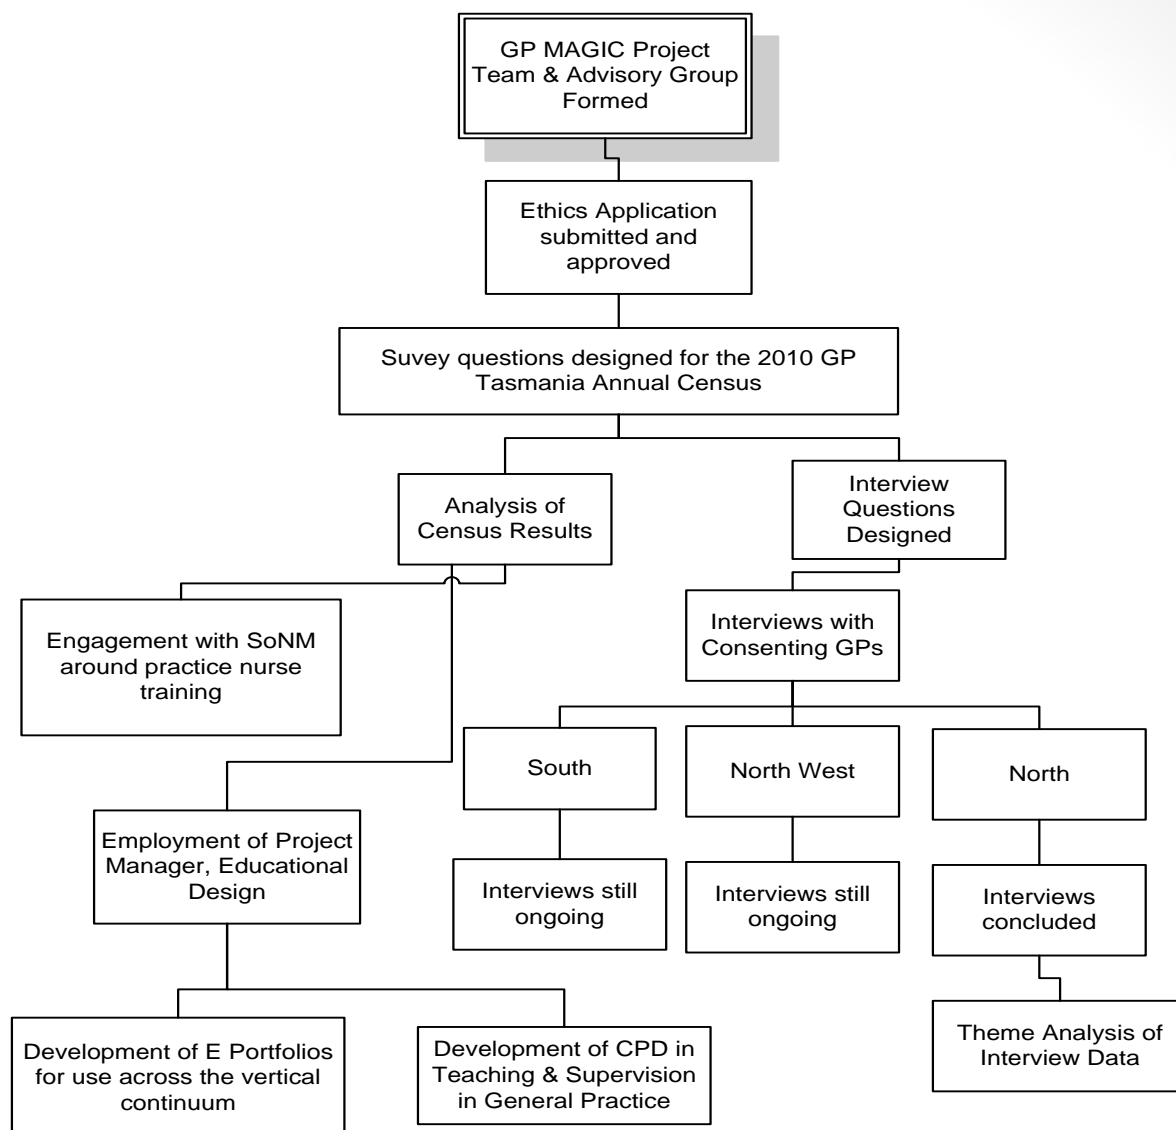 GP MAGIC Project
Team & Advisory Group
Formed
Ethics Application
submitted and
approved
Suvey questions designed for the 2010 GP
Tasmania Annual Census
Analysis of
Census Results
Interview
Questions
Designed
Engagement with SoNM
around practice nurse
training
Interviews with
Consenting GPs
South
North West
North
Employment of Project
Manager, Educational
Design
Interviews still
ongoing
Interviews still
ongoing
Interviews
concluded
Development of E Portfolios
for use across the vertical
continuum
Development of CPD in
Teaching & Supervision
in General Practice
Theme Analysis of
Interview Data